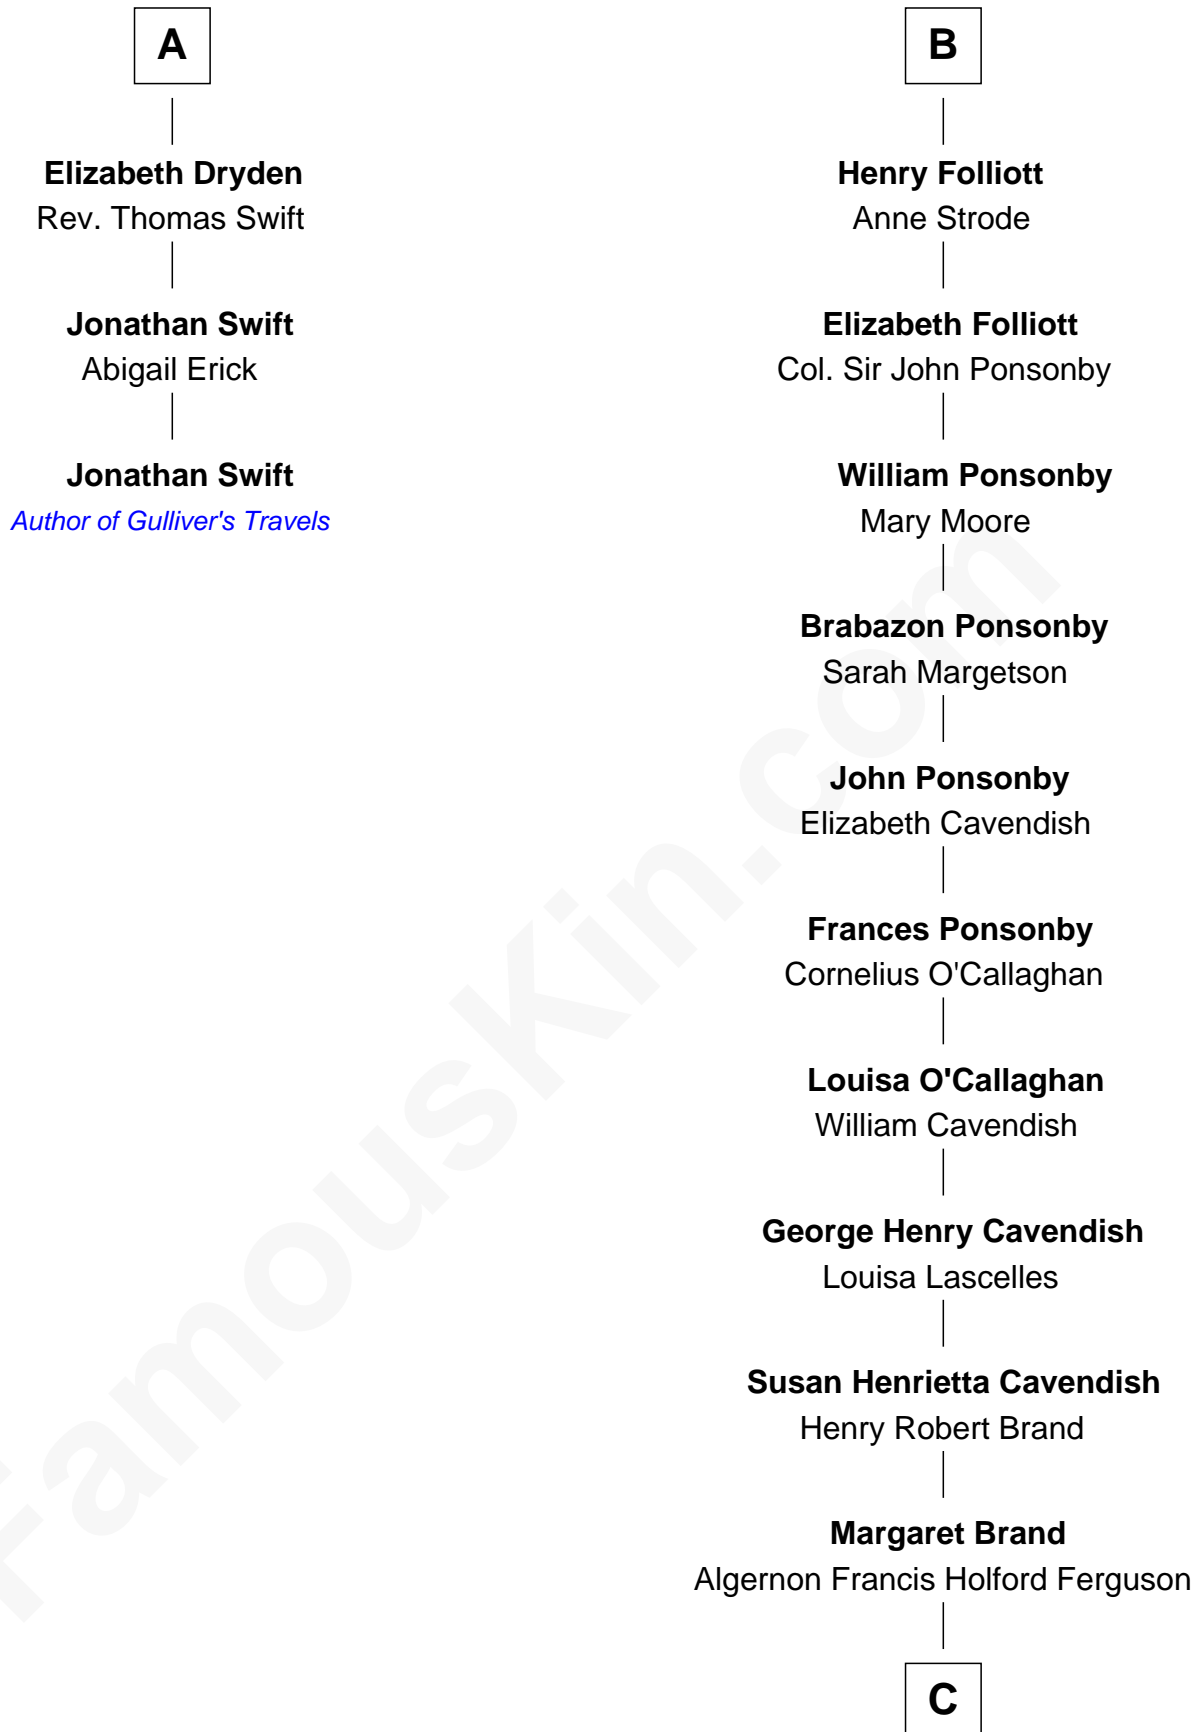 A
Elizabeth Dryden
Rev. Thomas Swift
Jonathan Swift
Abigail Erick
Jonathan Swift
Author of Gulliver's Travels
B
Henry Folliott
Anne Strode
Elizabeth Folliott
Col. Sir John Ponsonby
William Ponsonby
Mary Moore
Brabazon Ponsonby
Sarah Margetson
John Ponsonby
Elizabeth Cavendish
Frances Ponsonby
Cornelius O'Callaghan
Louisa O'Callaghan
William Cavendish
George Henry Cavendish
Louisa Lascelles
Susan Henrietta Cavendish
Henry Robert Brand
Margaret Brand
Algernon Francis Holford Ferguson
C
FamousKin.com